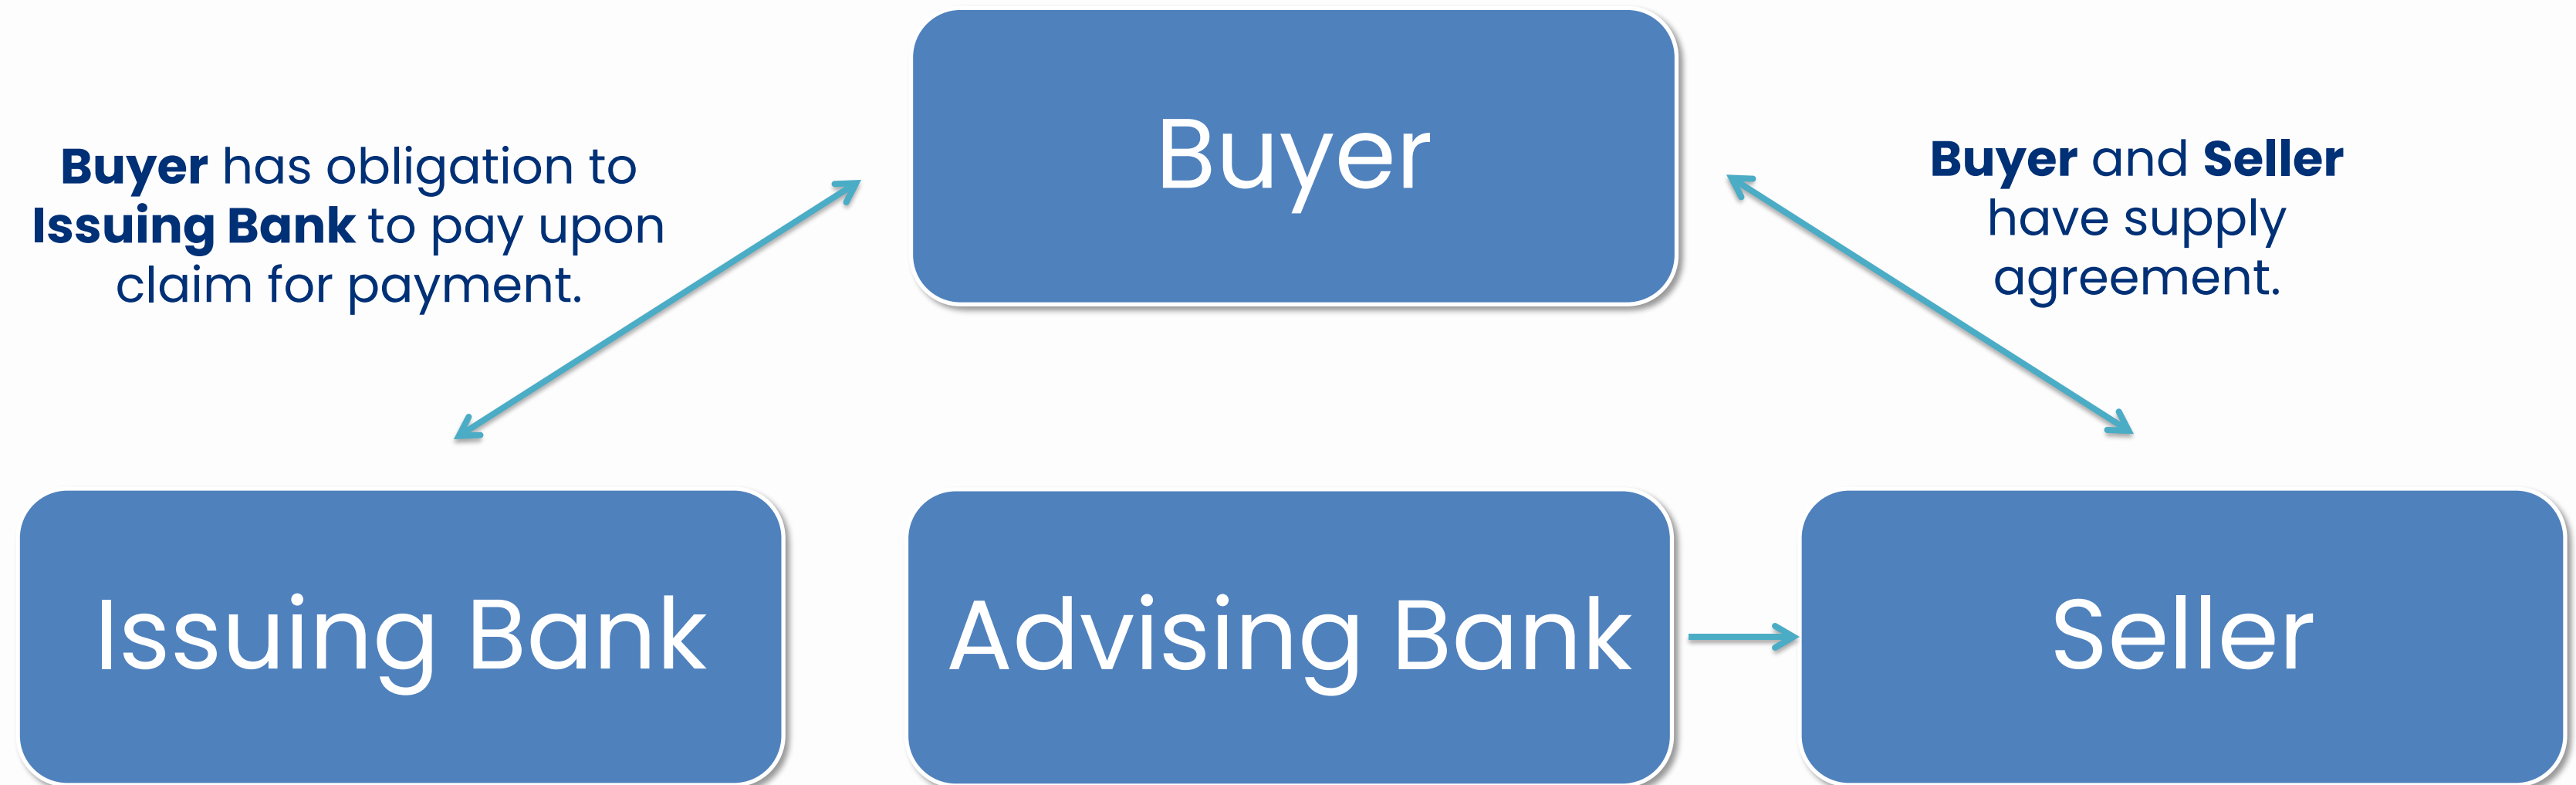 Buyer
Buyer has obligation to
Issuing Bank to pay upon
claim for payment.
Buyer and Seller
have supply
agreement.
Issuing Bank
Advising Bank
Seller